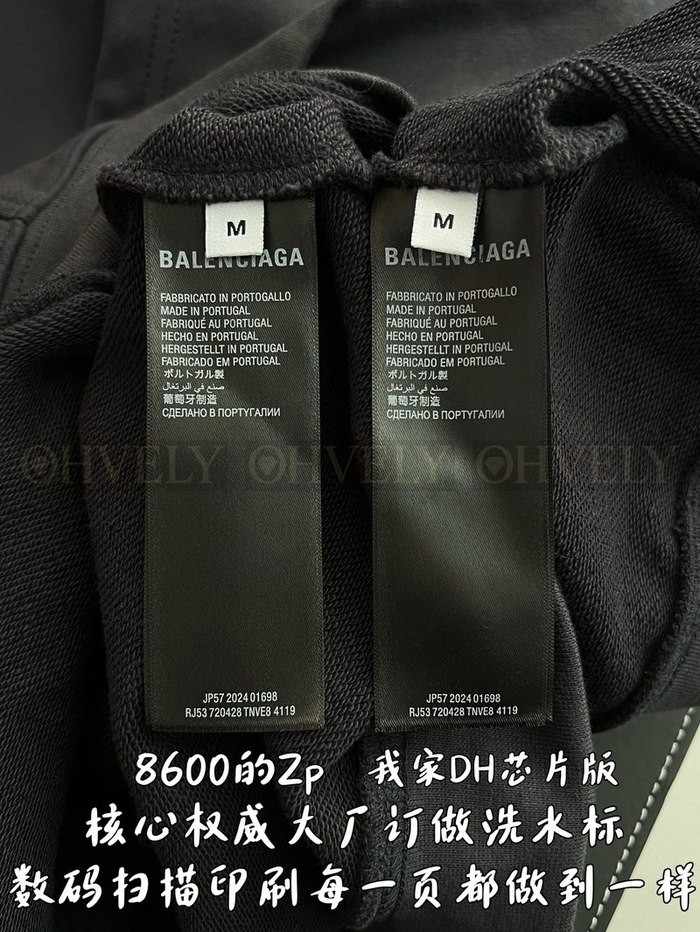 M
BALENCIAGA
FABBRICATO IN PORTOGALLO
MADE IN PORTUGAL
FABRIQUÉ AU PORTUGAL
HECHO EN PORTUGAL
HERGESTELLT IN PORTUGAL
FABRICADO EM PORTUGAL
ポルトガル製
صنع في البرتغال
葡萄牙制造
СДЕЛАНО В ПОРТУГАЛИИ
JP57 2024 01698
RJ53 720428 TNVE8 4119
M
BALENCIAGA
FABBRICATO IN PORTOGALLO
MADE IN PORTUGAL
FABRIQUÉ AU PORTUGAL
HECHO EN PORTUGAL
HERGESTELLT IN PORTUGAL
FABRICADO EM PORTUGAL
ポルトガル製
صنع في البرتغال
葡萄牙制造
СДЕЛАНО В ПОРТУГАЛИИ
JP57 2024 01698
RJ53 720428 TNVE8 4119
OHVELY OHVELY OHVELY
8600的Zp 我家DH芯片版
核心权威大厂订做洗水标
数码扫描印刷每一页都做到一样